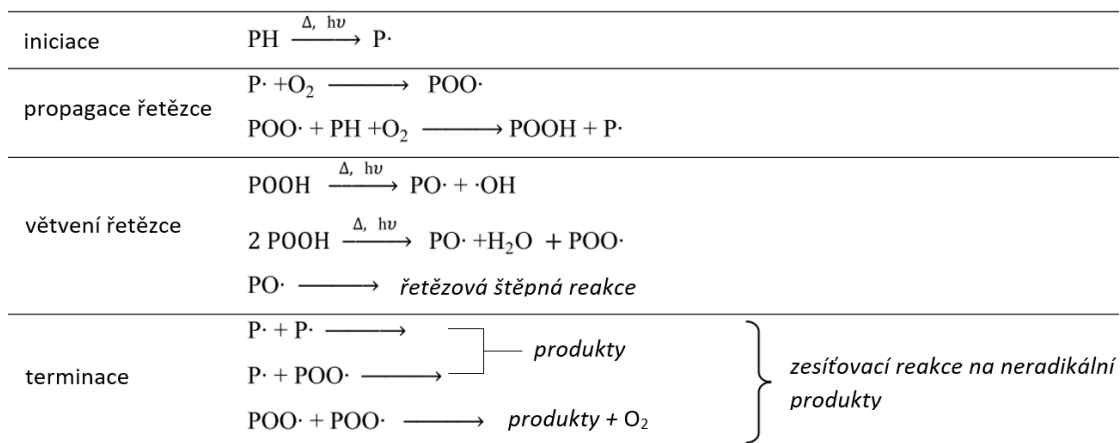 iniciace PH Δ, hυ ⟶ P·
propagace řetězce
P· +O₂ ⟶ POO·
POO· + PH +O₂ ⟶ POOH + P·
větvení řetězce
POOH Δ, hυ ⟶ PO· + ·OH
2 POOH Δ, hυ ⟶ PO· +H₂O + POO·
PO· ⟶ řetězová štěpná reakce
terminace
P· + P· ⟶
P· + POO· ⟶
produkty
POO· + POO· ⟶ produkty + O₂
zesíťovací reakce na neradikální
produkty